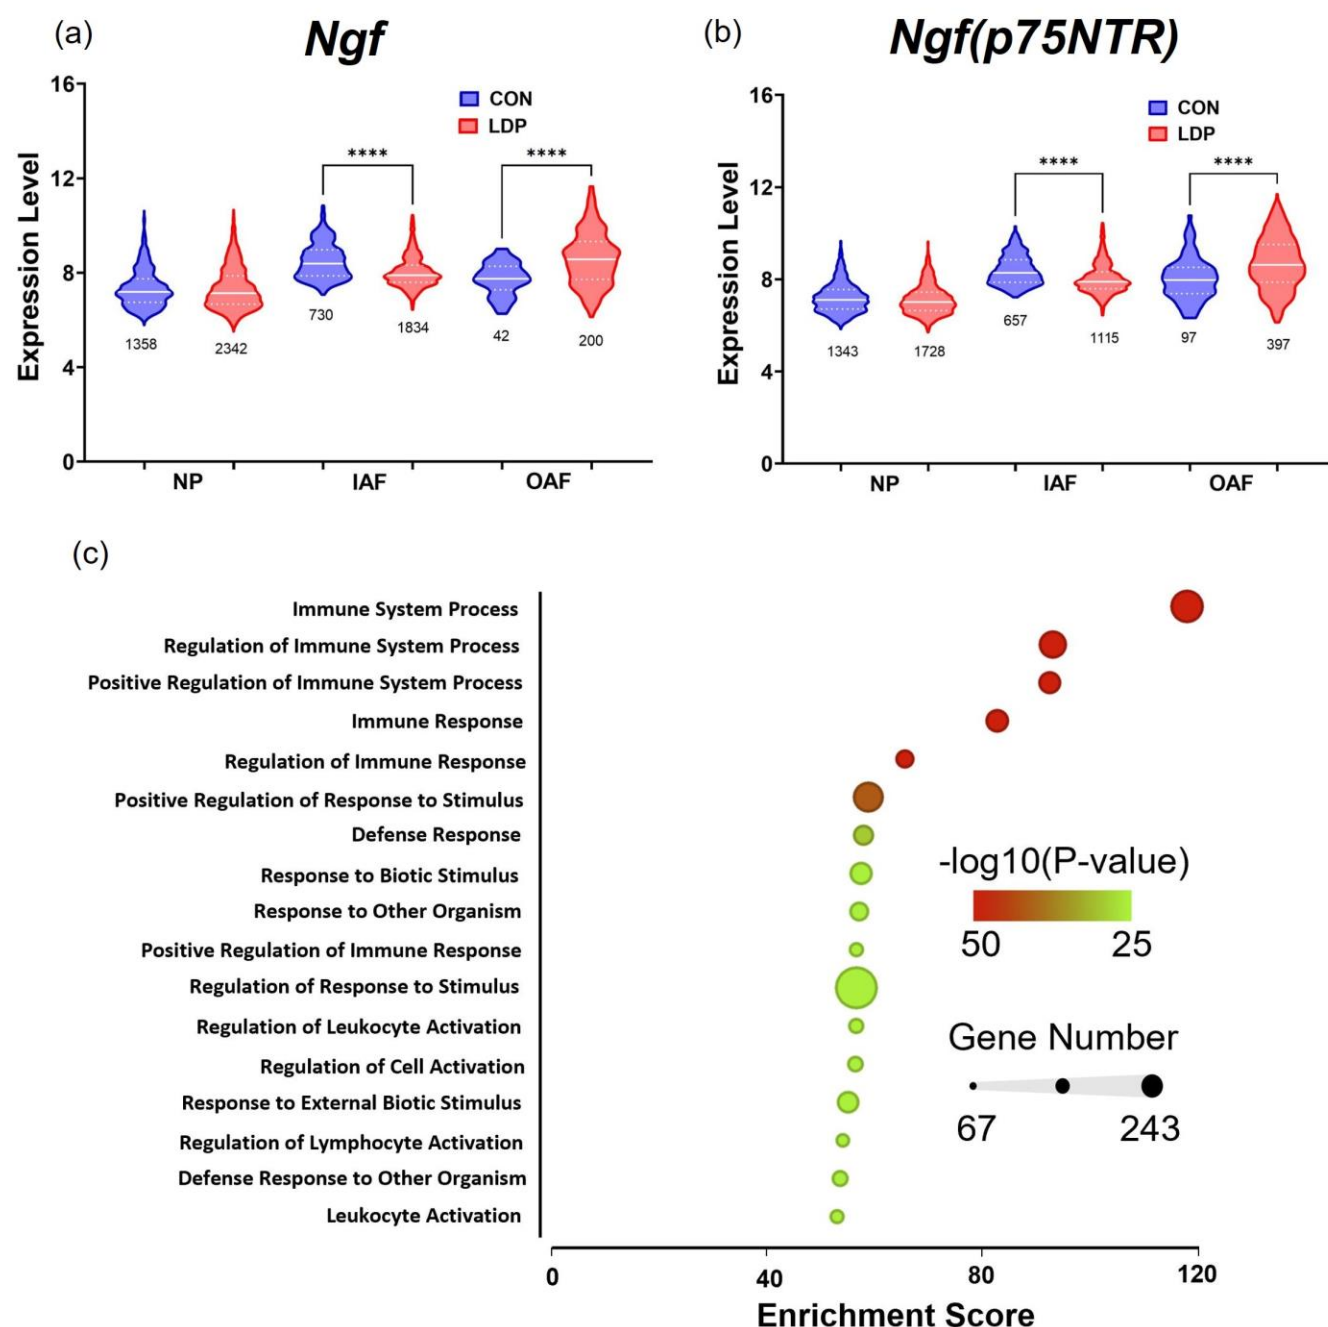 (a)
Ngf
16
12
8
4
0
Expression Level
CON
LDP
****
****
1358
2342
730
1834
42
200
NP
IAF
OAF
(b)
Ngf(p75NTR)
16
12
8
4
0
Expression Level
CON
LDP
****
****
1343
1728
657
1115
97
397
NP
IAF
OAF
(c)
Immune System Process
Regulation of Immune System Process
Positive Regulation of Immune System Process
Immune Response
Regulation of Immune Response
Positive Regulation of Response to Stimulus
Defense Response
Response to Biotic Stimulus
Response to Other Organism
Positive Regulation of Immune Response
Regulation of Response to Stimulus
Regulation of Leukocyte Activation
Regulation of Cell Activation
Response to External Biotic Stimulus
Regulation of Lymphocyte Activation
Defense Response to Other Organism
Leukocyte Activation
-log10(P-value)
50 25
Gene Number
67 243
0 40 80 120
Enrichment Score